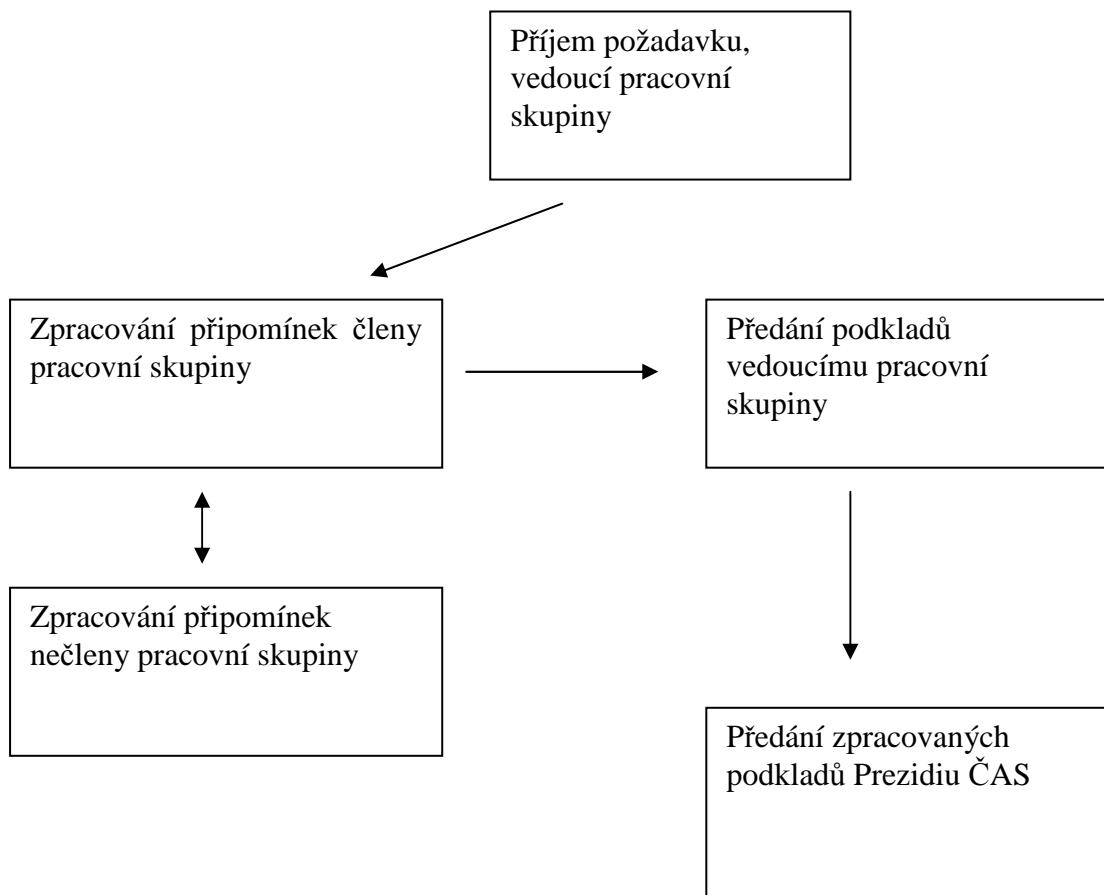 Příjem požadavku,
vedoucí pracovní
skupiny
Zpracování připomínek členy
pracovní skupiny
Předání podkladů
vedoucímu pracovní
skupiny
Zpracování připomínek
nečleny pracovní skupiny
Předání zpracovaných
podkladů Prezidiu ČAS